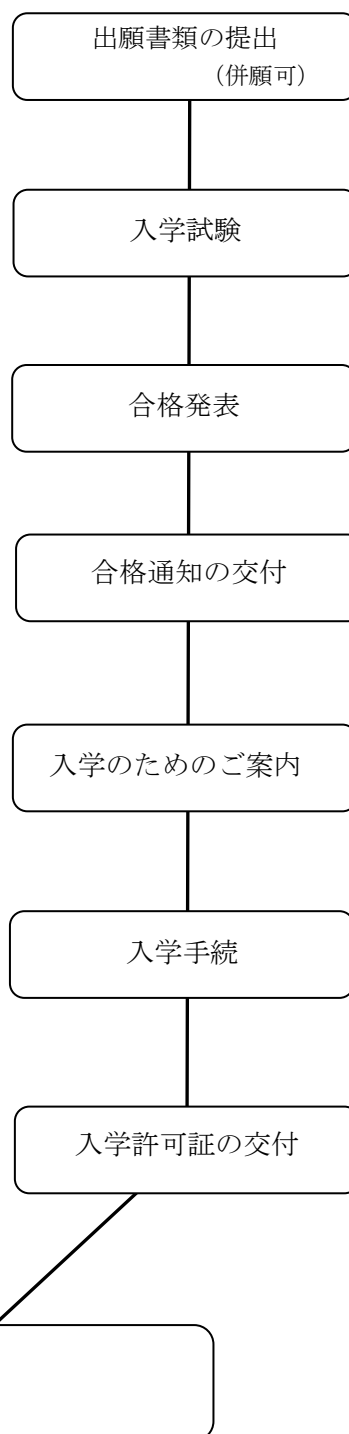 出願書類の提出
（併願可）
入学試験
合格発表
合格通知の交付
入学のためのご案内
入学手続
入学許可証の交付